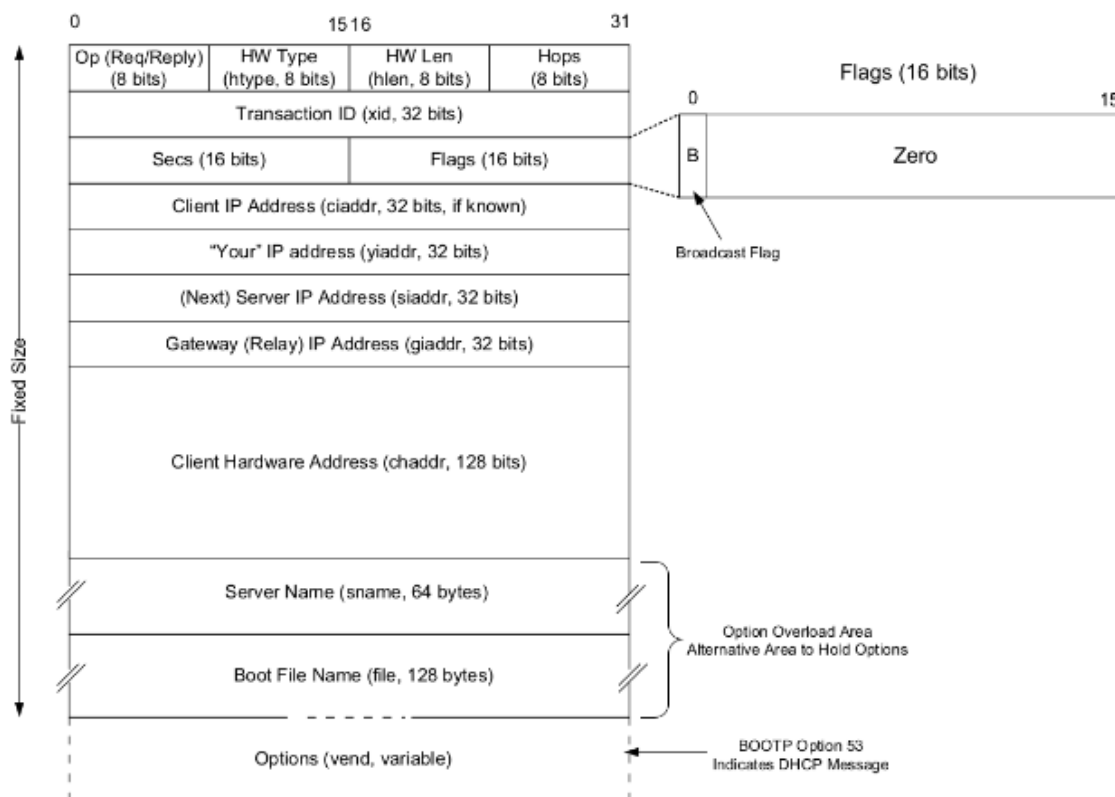 0 15 16 31
Op (Req/Reply) HW Type HW Len Hops
(8 bits) (htype, 8 bits) (hlen, 8 bits) (8 bits)
Transaction ID (xid, 32 bits)
Secs (16 bits) Flags (16 bits)
Client IP Address (ciaddr, 32 bits, if known)
"Your" IP address (yiaddr, 32 bits)
(Next) Server IP Address (siaddr, 32 bits)
Gateway (Relay) IP Address (giaddr, 32 bits)
Client Hardware Address (chaddr, 128 bits)
Server Name (sname, 64 bytes)
Boot File Name (file, 128 bytes)
Options (vend, variable)
Fixed Size
Flags (16 bits)
0 15
B Zero
Broadcast Flag
Option Overload Area
Alternative Area to Hold Options
BOOTP Option 53
Indicates DHCP Message